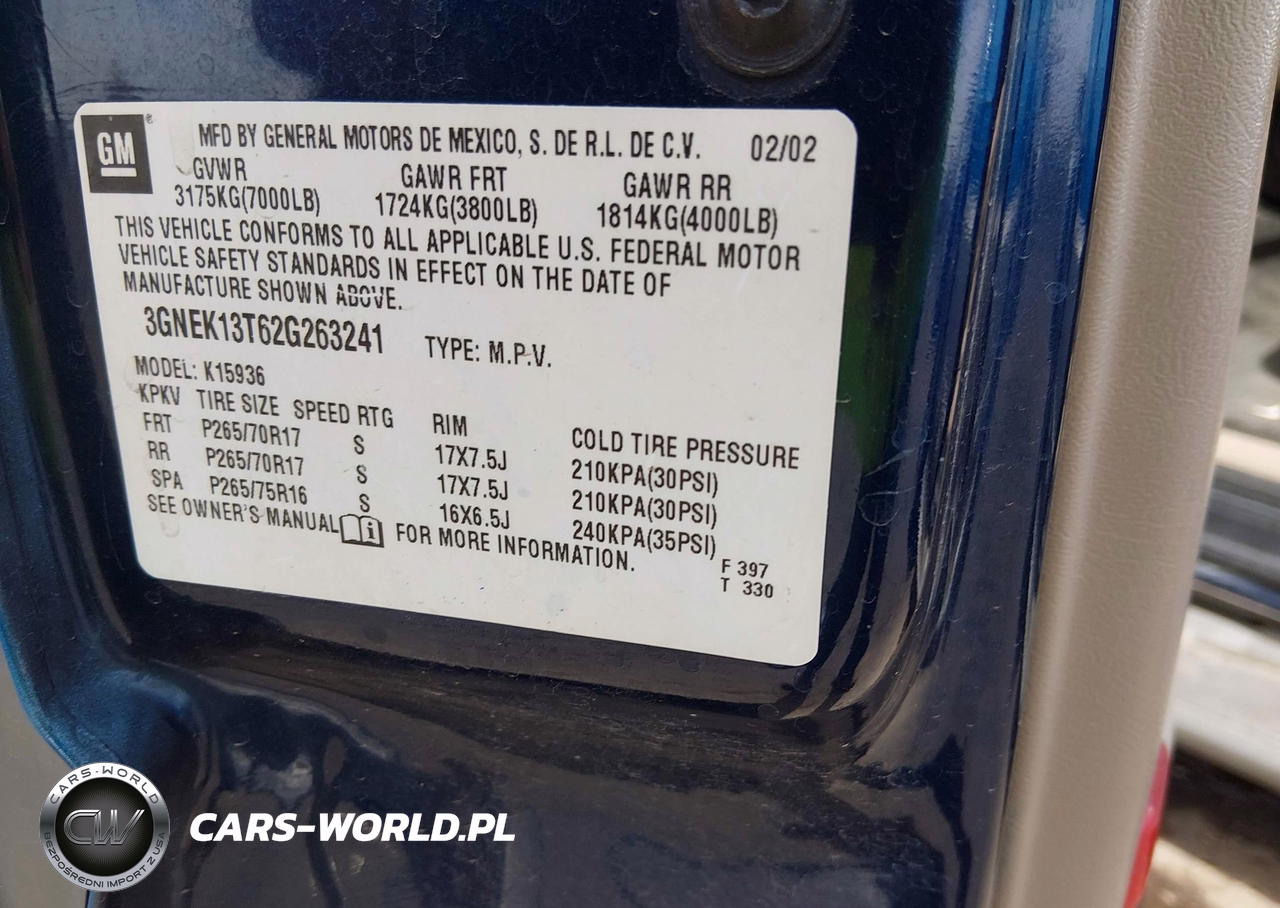 GM
MFD BY GENERAL MOTORS DE MEXICO, S. DE R.L. DE C.V. 02/02
GVWR GAWR FRT GAWR RR
3175KG(7000LB) 1724KG(3800LB) 1814KG(4000LB)
THIS VEHICLE CONFORMS TO ALL APPLICABLE U.S. FEDERAL MOTOR
VEHICLE SAFETY STANDARDS IN EFFECT ON THE DATE OF
MANUFACTURE SHOWN ABOVE.
3GNEK13T62G263241 TYPE: M.P.V.
MODEL: K15936
KPKV TIRE SIZE SPEED RTG RIM COLD TIRE PRESSURE
FRT P265/70R17 S 17X7.5J 210KPA(30PSI)
RR P265/70R17 S 17X7.5J 210KPA(30PSI)
SPA P265/75R16 S 16X6.5J 240KPA(35PSI)
SEE OWNER'S MANUAL FOR MORE INFORMATION.
F 397
T 330
CARS-WORLD
CW
BEZPOŚREDNI IMPORT Z USA
CARS-WORLD.PL